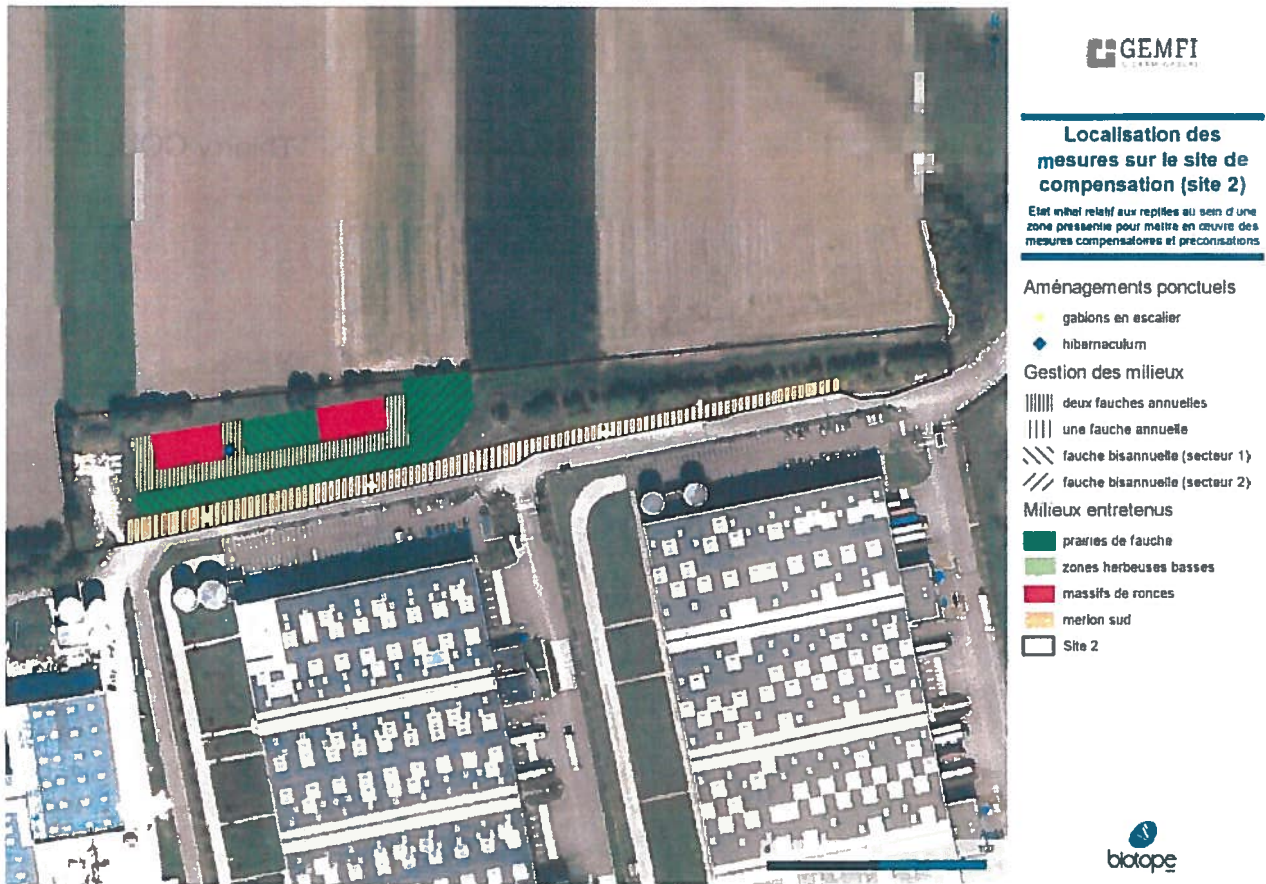 GEMFI
Localisation des
mesures sur le site de
compensation (site 2)
Etat initial relatif aux reptiles au sein d'une
zone pressentie pour mettre en œuvre des
mesures compensatoires et preconisations
Aménagements ponctuels
gabions en escalier
hibernaculum
Gestion des milieux
deux fauches annuelles
une fauche annuelle
fauche bisannuelle (secteur 1)
fauche bisannuelle (secteur 2)
Milieux entretenus
prairies de fauche
zones herbeuses basses
massifs de ronces
merlon sud
Site 2
biotope